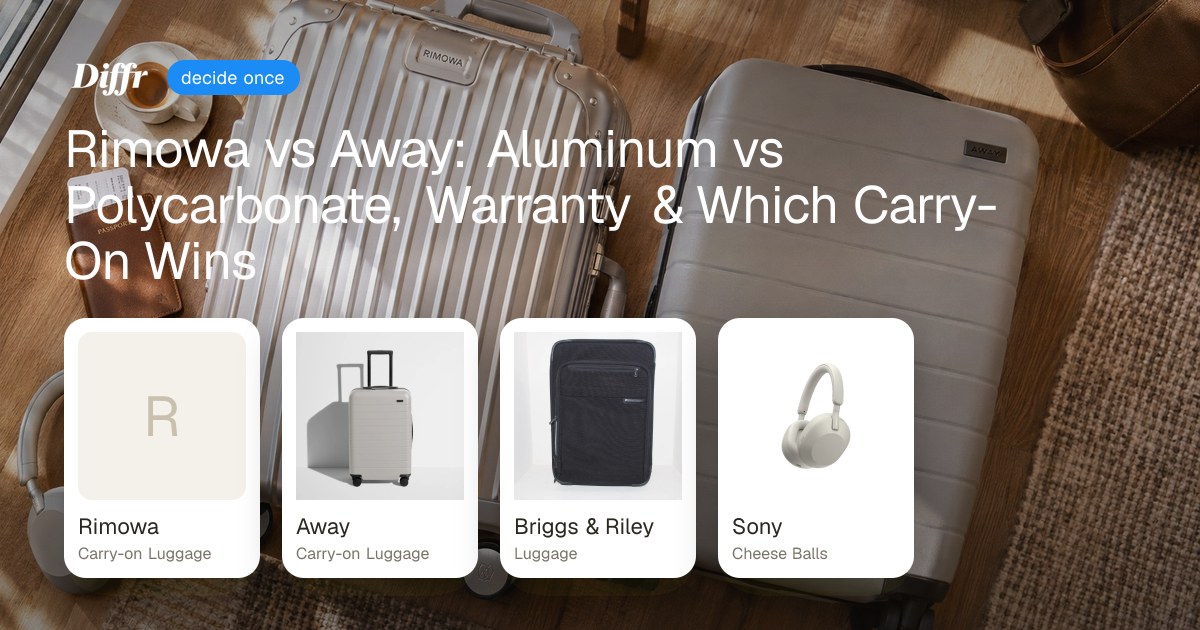 Diffr decide once
RIMOWA
AWAY
Rimowa vs Away: Aluminum vs
Polycarbonate, Warranty & Which Carry-
On Wins
PASSPORT
R
Rimowa
Carry-on Luggage
Away
Carry-on Luggage
Briggs & Riley
Luggage
Sony
Cheese Balls